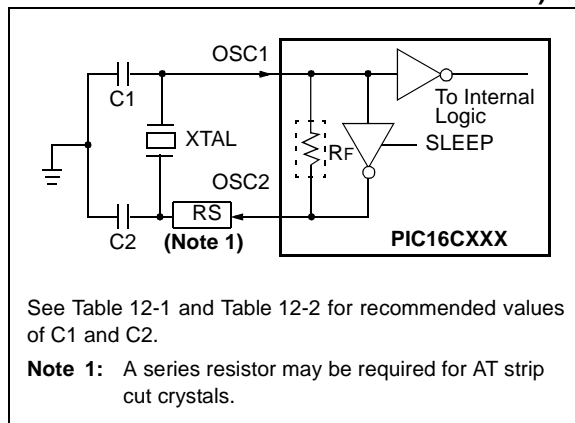 OSC1
C1
To Internal
Logic
XTAL
RF
SLEEP
OSC2
RS
C2
(Note 1)
PIC16CXXX
See Table 12-1 and Table 12-2 for recommended values
of C1 and C2.
Note 1: A series resistor may be required for AT strip
cut crystals.